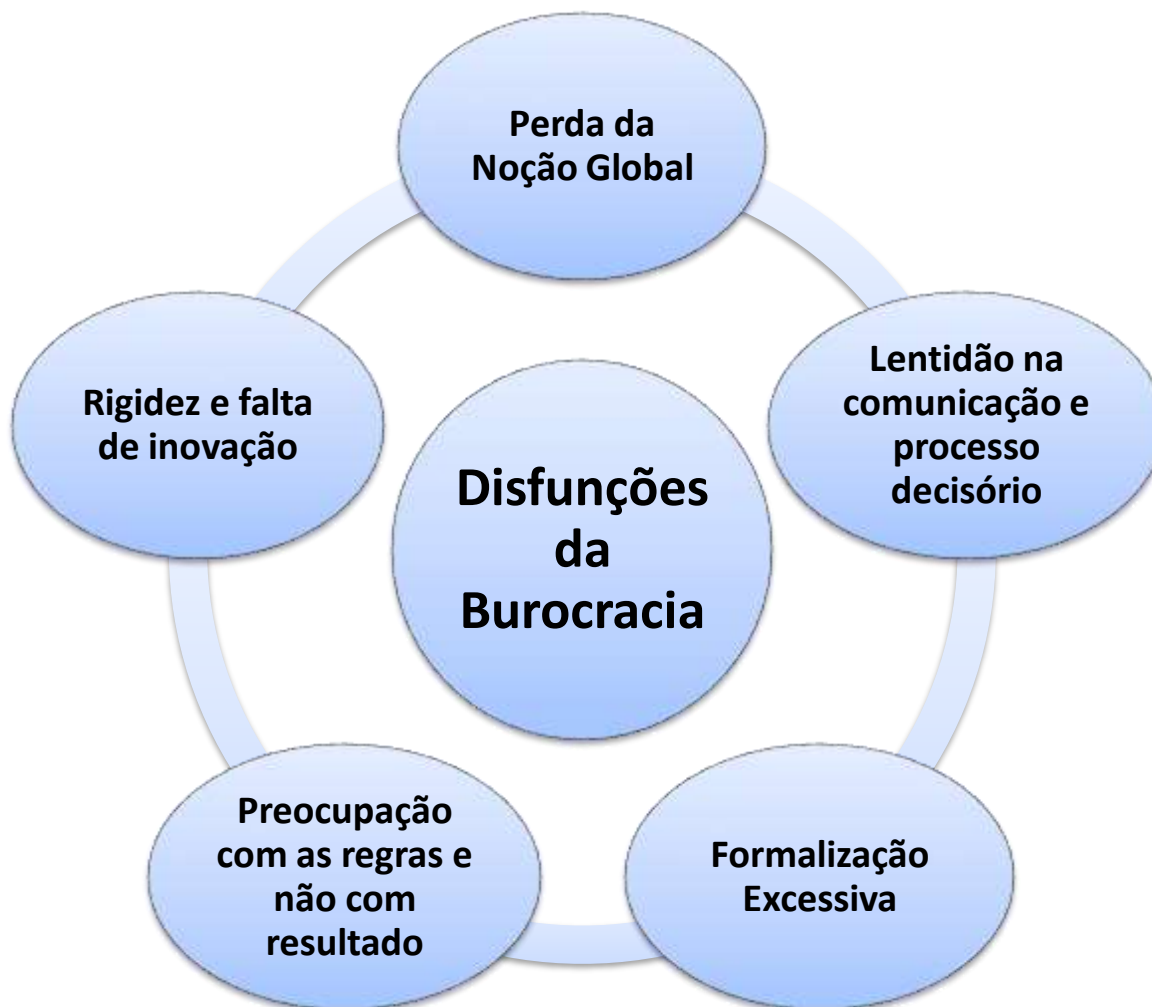 Perda da
Noção Global
Lentidão na
comunicação e
processo
decisório
Rigidez e falta
de inovação
Disfunções
da
Burocracia
Preocupação
com as regras e
não com
resultado
Formalização
Excessiva